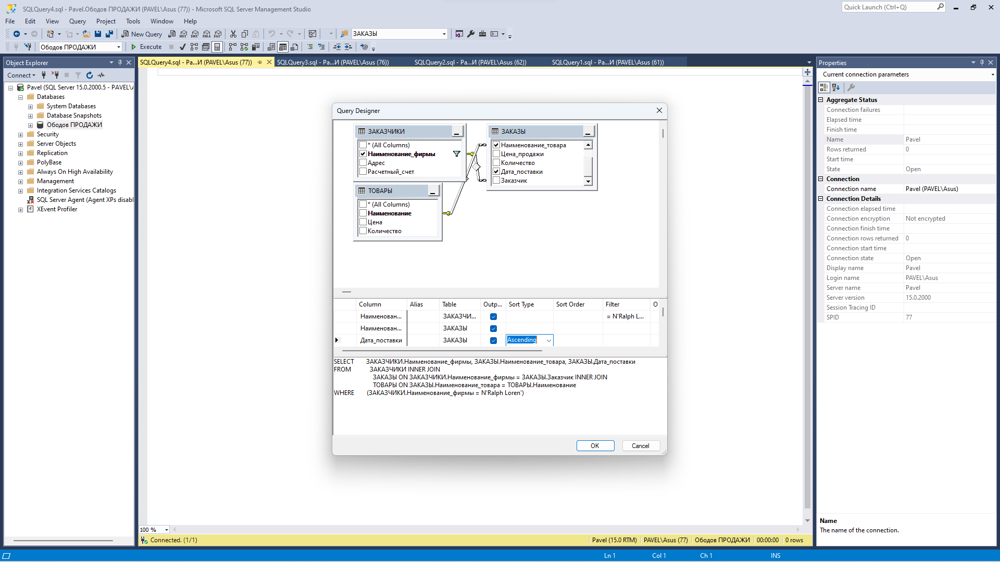 SQLQuery4.sql - Pavel.Ободов ПРОДАЖИ (PAVEL\Asus (77)) - Microsoft SQL Server Management Studio
Quick Launch (Ctrl+Q)
File Edit View Query Project Tools Window Help
New Query
MDX DMX XMLA DAX
ЗАКАЗЫ
Ободов ПРОДАЖИ
Execute
Object Explorer
Connect
Pavel (SQL Server 15.0.2000.5 - PAVEL\A
Databases
System Databases
Database Snapshots
Ободов ПРОДАЖИ
Security
Server Objects
Replication
PolyBase
Always On High Availability
Management
Integration Services Catalogs
SQL Server Agent (Agent XPs disabl
XEvent Profiler
SQLQuery4.sql - Pa...И (PAVEL\Asus (77))
SQLQuery3.sql - Pa...И (PAVEL\Asus (76))
SQLQuery2.sql - Pa...И (PAVEL\Asus (62))
SQLQuery1.sql - Pa...И (PAVEL\Asus (61))
Query Designer
ЗАКАЗЧИКИ
* (All Columns)
Наименование_фирмы
Адрес
Расчетный_счет
ЗАКАЗЫ
Наименование_товара
Цена_продажи
Количество
Дата_поставки
Заказчик
ТОВАРЫ
* (All Columns)
Наименование
Цена
Количество
Column Alias Table Outp... Sort Type Sort Order Filter O
Наименован... ЗАКАЗЧИ... = N'Ralph L...
Наименован... ЗАКАЗЫ
Дата_поставки ЗАКАЗЫ Ascending
SELECT ЗАКАЗЧИКИ.Наименование_фирмы, ЗАКАЗЫ.Наименование_товара, ЗАКАЗЫ.Дата_поставки
FROM ЗАКАЗЧИКИ INNER JOIN
ЗАКАЗЫ ON ЗАКАЗЧИКИ.Наименование_фирмы = ЗАКАЗЫ.Заказчик INNER JOIN
ТОВАРЫ ON ЗАКАЗЫ.Наименование_товара = ТОВАРЫ.Наименование
WHERE (ЗАКАЗЧИКИ.Наименование_фирмы = N'Ralph Loren')
OK Cancel
100 %
Connected. (1/1)
Pavel (15.0 RTM) PAVEL\Asus (77) Ободов ПРОДАЖИ 00:00:00 0 rows
Properties
Current connection parameters
Aggregate Status
Connection failures
Elapsed time
Finish time
Name Pavel
Rows returned 0
Start time
State Open
Connection
Connection name Pavel (PAVEL\Asus)
Connection Details
Connection elapsed time
Connection encryption Not encrypted
Connection finish time
Connection rows returned 0
Connection start time
Connection state Open
Display name Pavel
Login name PAVEL\Asus
Server name Pavel
Server version 15.0.2000
Session Tracing ID
SPID 77
Name
The name of the connection.
Ln 1 Col 1 Ch 1 INS